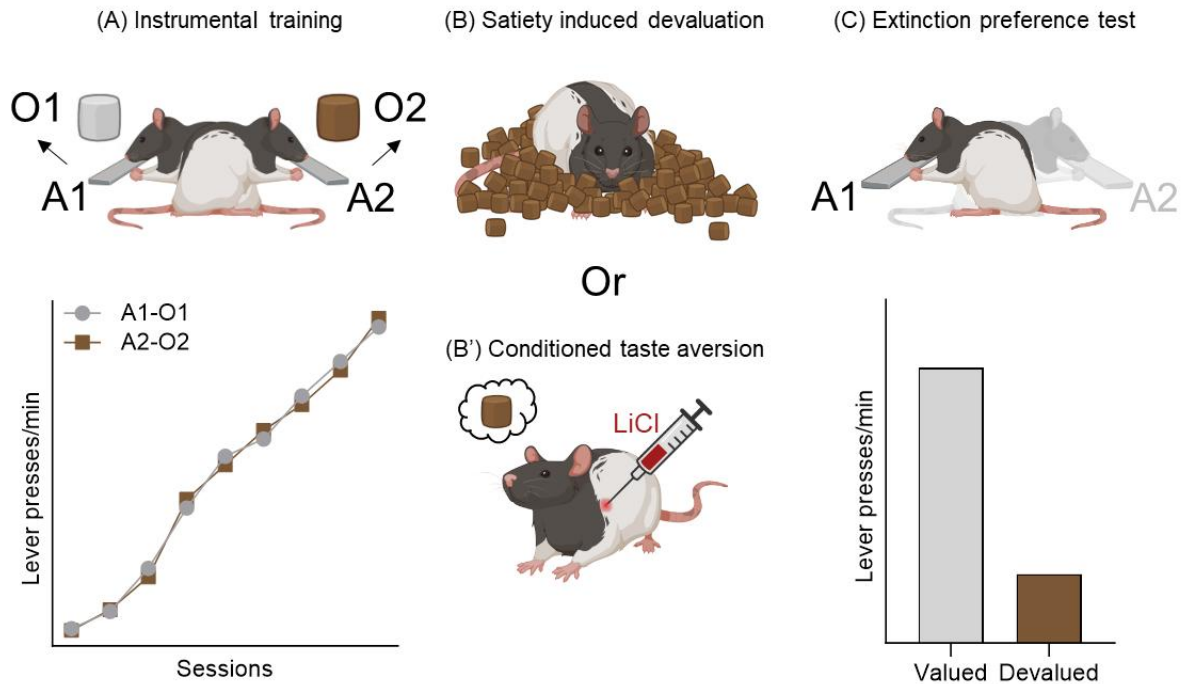 (A) Instrumental training
O1
O2
A1
A2
A1-O1
A2-O2
Lever presses/min
Sessions
(B) Satiety induced devaluation
Or
(B') Conditioned taste aversion
LiCl
(C) Extinction preference test
A1
A2
Lever presses/min
Valued Devalued